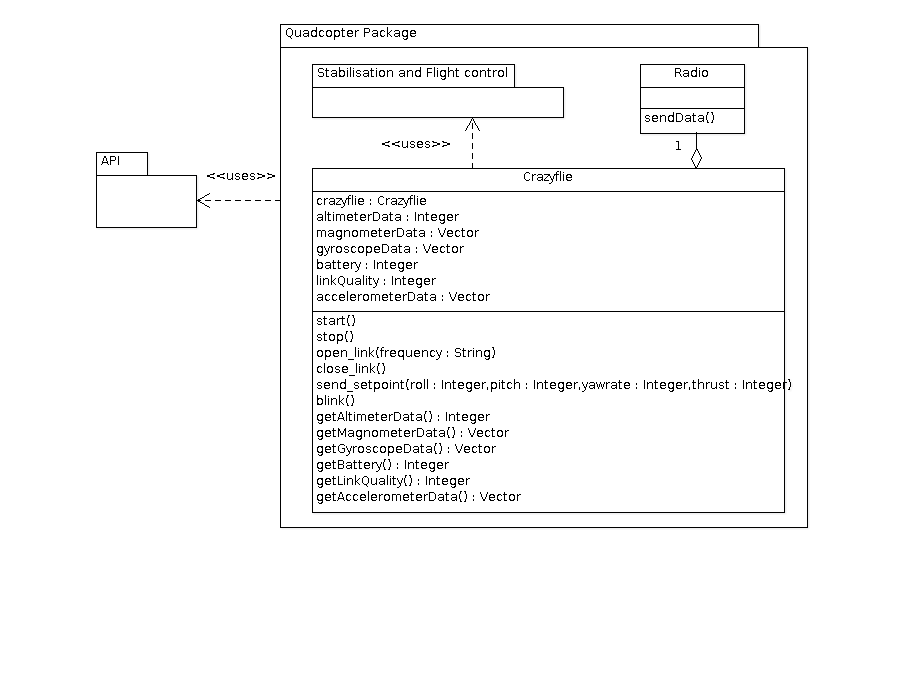 Quadcopter Package
Stabilisation and Flight control
Radio
sendData()
<<uses>>
1
API
<<uses>>
Crazyflie
crazyflie : Crazyflie
altimeterData : Integer
magnometerData : Vector
gyroscopeData : Vector
battery : Integer
linkQuality : Integer
accelerometerData : Vector
start()
stop()
open_link(frequency : String)
close_link()
send_setpoint(roll : Integer,pitch : Integer,yawrate : Integer,thrust : Integer)
blink()
getAltimeterData() : Integer
getMagnometerData() : Vector
getGyroscopeData() : Vector
getBattery() : Integer
getLinkQuality() : Integer
getAccelerometerData() : Vector